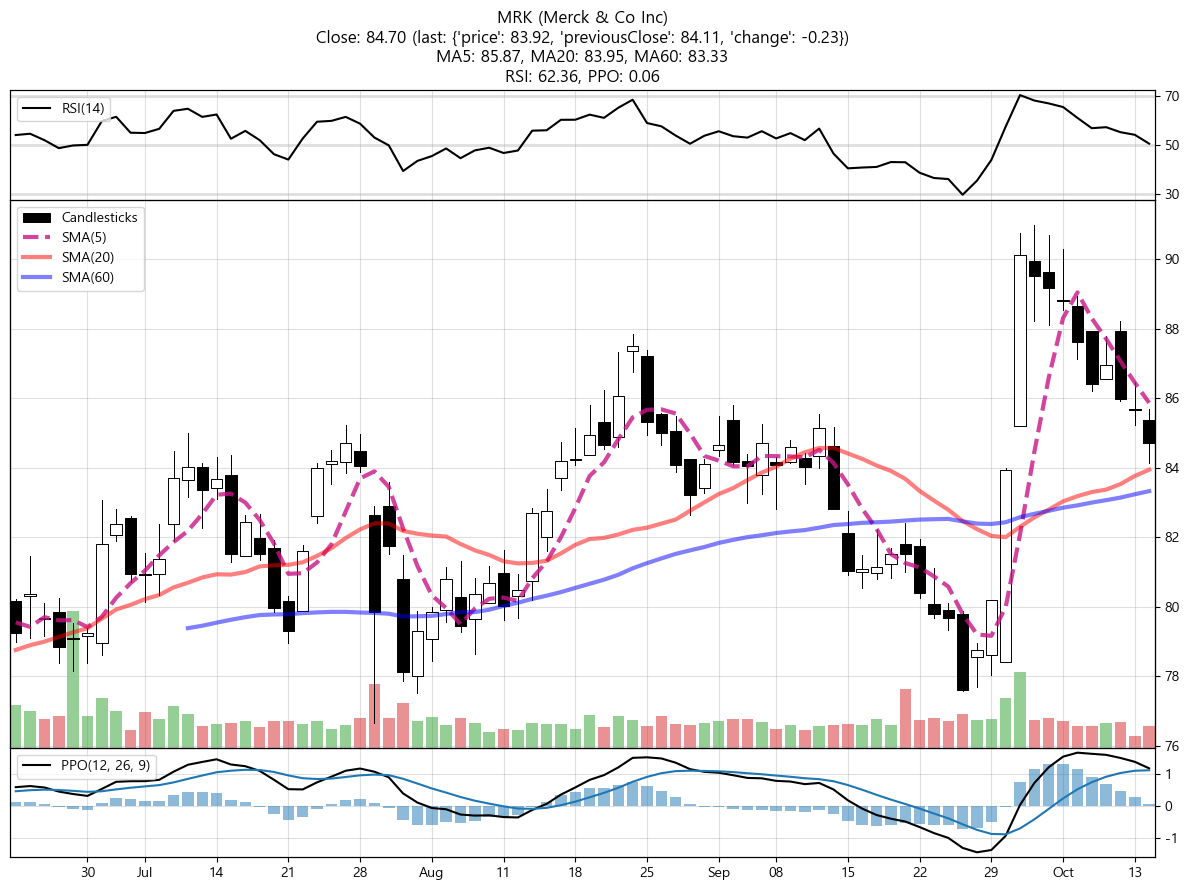 MRK (Merck & Co Inc)
Close: 84.70 (last: {'price': 83.92, 'previousClose': 84.11, 'change': -0.23})
MA5: 85.87, MA20: 83.95, MA60: 83.33
RSI: 62.36, PPO: 0.06
RSI(14)
70
50
30
Candlesticks
SMA(5)
SMA(20)
SMA(60)
90
88
86
84
82
80
78
76
PPO(12, 26, 9)
1
0
-1
30 Jul 14 21 28 Aug 11 18 25 Sep 08 15 22 29 Oct 13